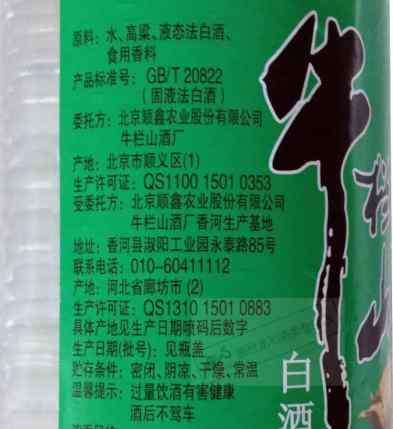 原料：水、高粱、液态法白酒、
食用香料
产品标准号：GB/T 20822
（固液法白酒）
委托方：北京顺鑫农业股份有限公司
牛栏山酒厂
产地：北京市顺义区(1)
生产许可证：QS1100 1501 0353
受委托方：北京顺鑫农业股份有限公司
牛栏山酒厂香河生产基地
地址：香河县淑阳工业园永泰路85号
联系电话：010-60411112
产地：河北省廊坊市 (2)
生产许可证：QS1310 1501 0883
具体产地见生产日期喷码后数字
生产日期(批号)：见瓶盖
贮存条件：密闭、阴凉、干燥、常温
温馨提示：过量饮酒有害健康
酒后不驾车
牛栏山
白酒